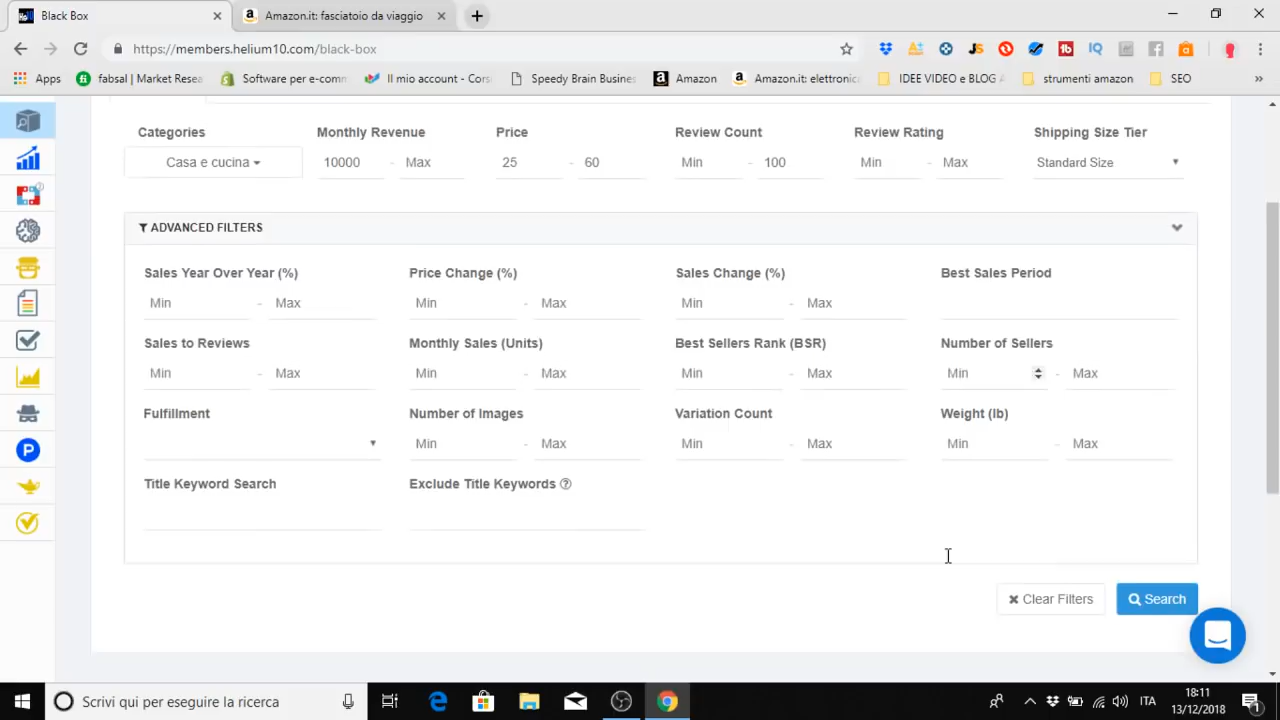 Black Box
Amazon.it: fasciatoio da viaggio
https://members.helium10.com/black-box
Apps
fabsal | Market Resea
Software per e-comm
Il mio account - Cors
Speedy Brain Busines
Amazon
Amazon.it: elettronica
IDEE VIDEO e BLOG A
strumenti amazon
SEO
»
Categories Monthly Revenue Price Review Count Review Rating Shipping Size Tier
Casa e cucina 10000 - Max 25 - 60 Min - 100 Min - Max Standard Size
ADVANCED FILTERS
Sales Year Over Year (%) Price Change (%) Sales Change (%) Best Sales Period
Min - Max Min - Max Min - Max
Sales to Reviews Monthly Sales (Units) Best Sellers Rank (BSR) Number of Sellers
Min - Max Min - Max Min - Max Min - Max
Fulfillment Number of Images Variation Count Weight (lb)
Min - Max Min - Max Min - Max
Title Keyword Search Exclude Title Keywords ?
Clear Filters Search
Scrivi qui per eseguire la ricerca
ITA
18:11
13/12/2018
1